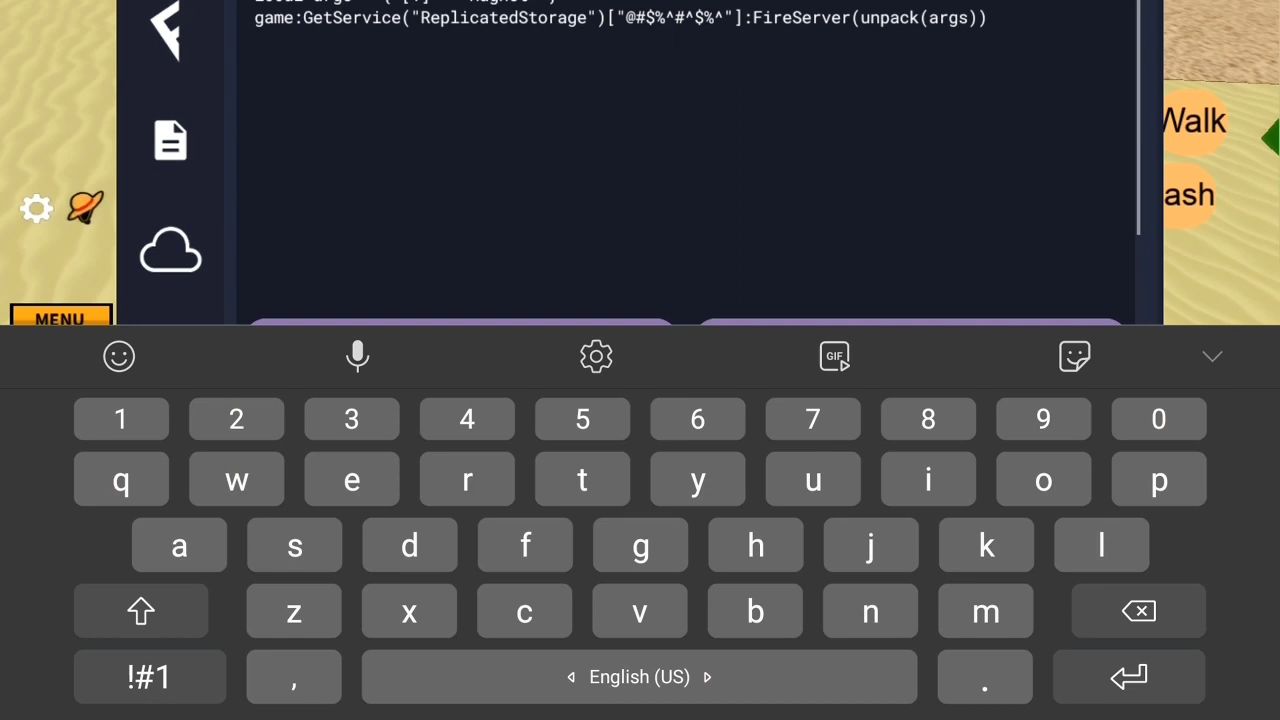 game:GetService("ReplicatedStorage")["@#$%^#^$%^"]:FireServer(unpack(args))
Walk
ash
MENU
GIF
1 2 3 4 5 6 7 8 9 0
q w e r t y u i o p
a s d f g h j k l
z x c v b n m
!#1 , English (US) .